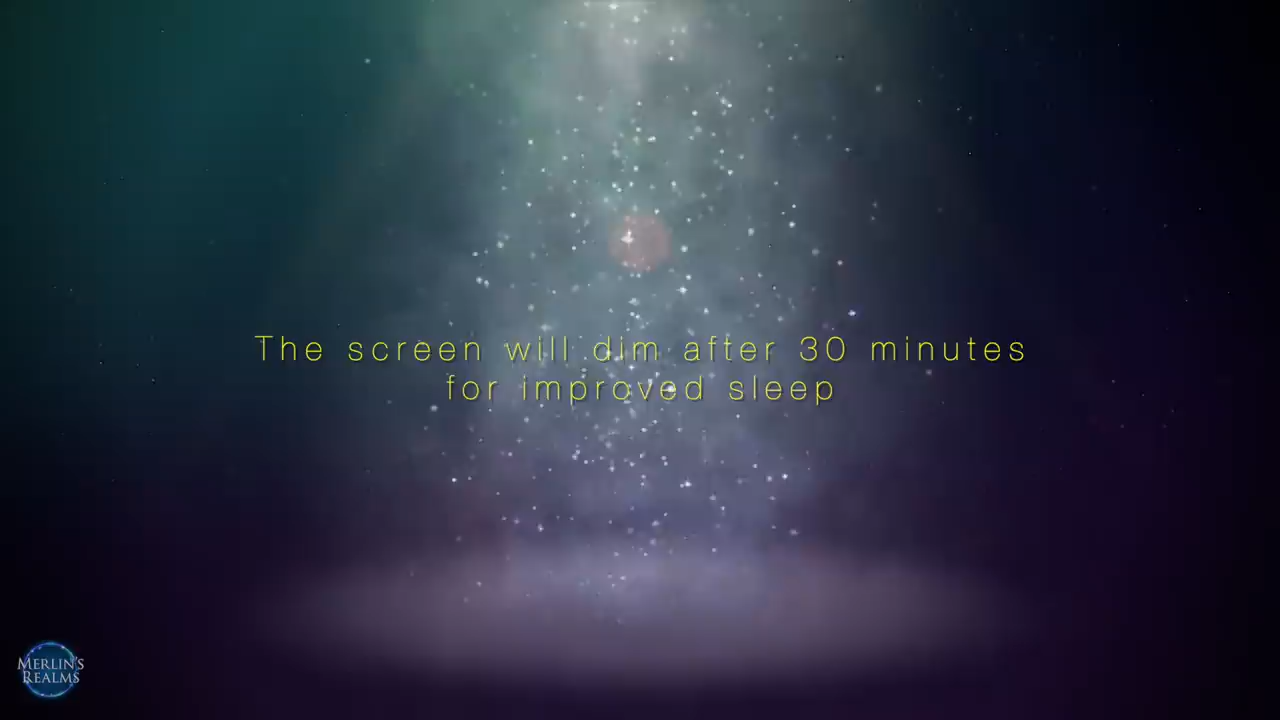 The screen will dim after 30 minutes
for improved sleep
MERLIN'S
REALMS